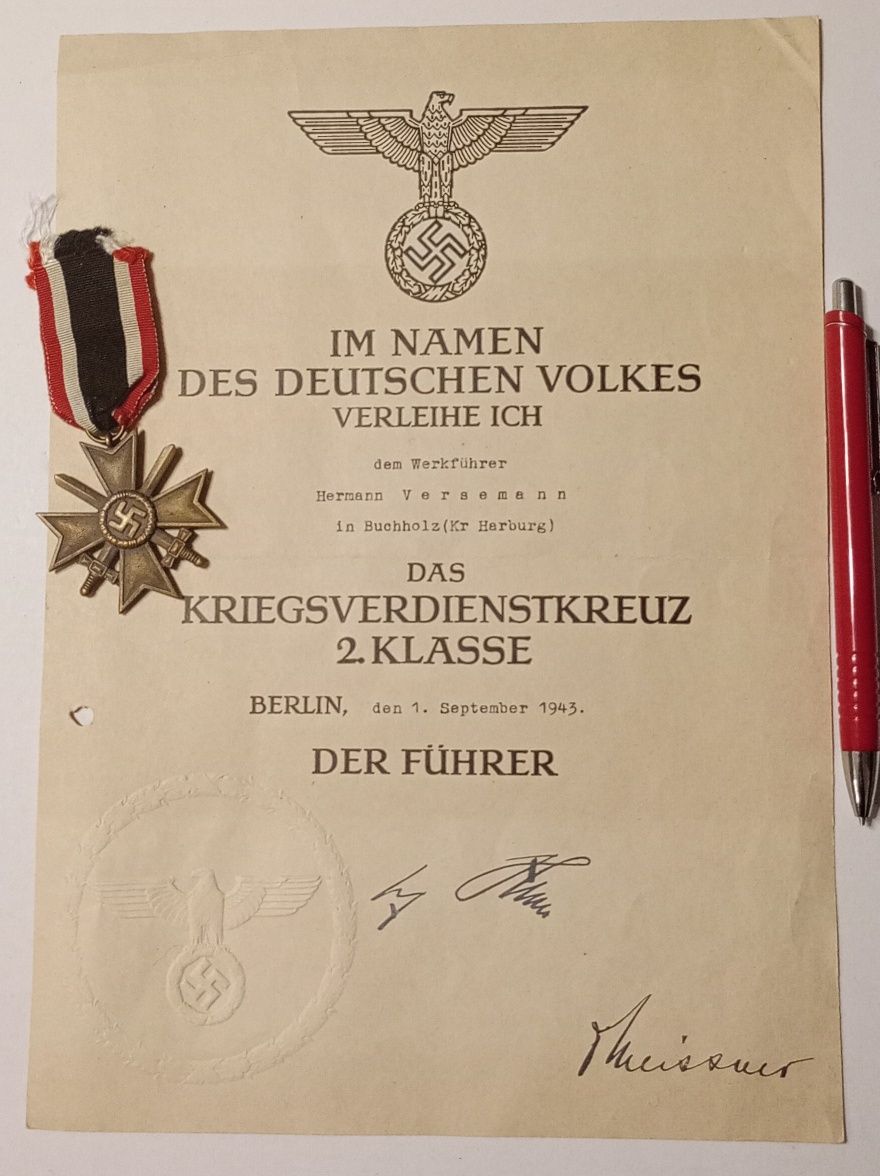 IM NAMEN
DES DEUTSCHEN VOLKES
VERLEIHE ICH
dem Werkführer
Hermann V e r s e m a n n
in Buchholz(Kr Harburg)
DAS
KRIEGSVERDIENSTKREUZ
2. KLASSE
BERLIN, den 1. September 1943.
DER FÜHRER
Meissner